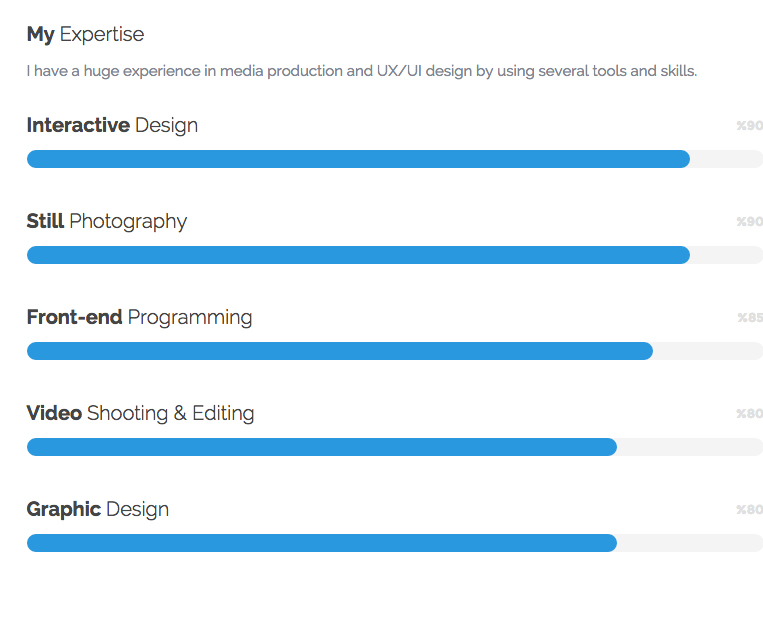 My Expertise
I have a huge experience in media production and UX/UI design by using several tools and skills.
Interactive Design %90
Still Photography %90
Front-end Programming %85
Video Shooting & Editing %80
Graphic Design %80